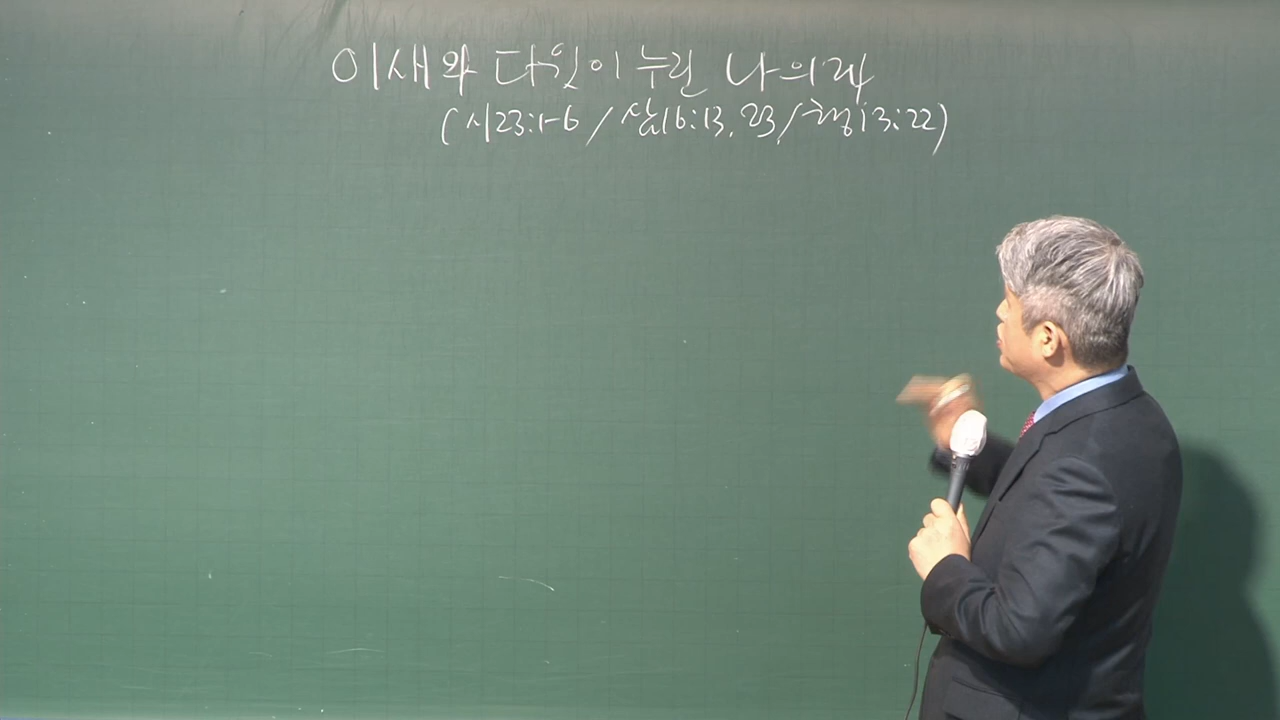 이새와 다윗이 누린 나의 것
(시23:1-6 / 삼상16:13, 23 / 행13:22)